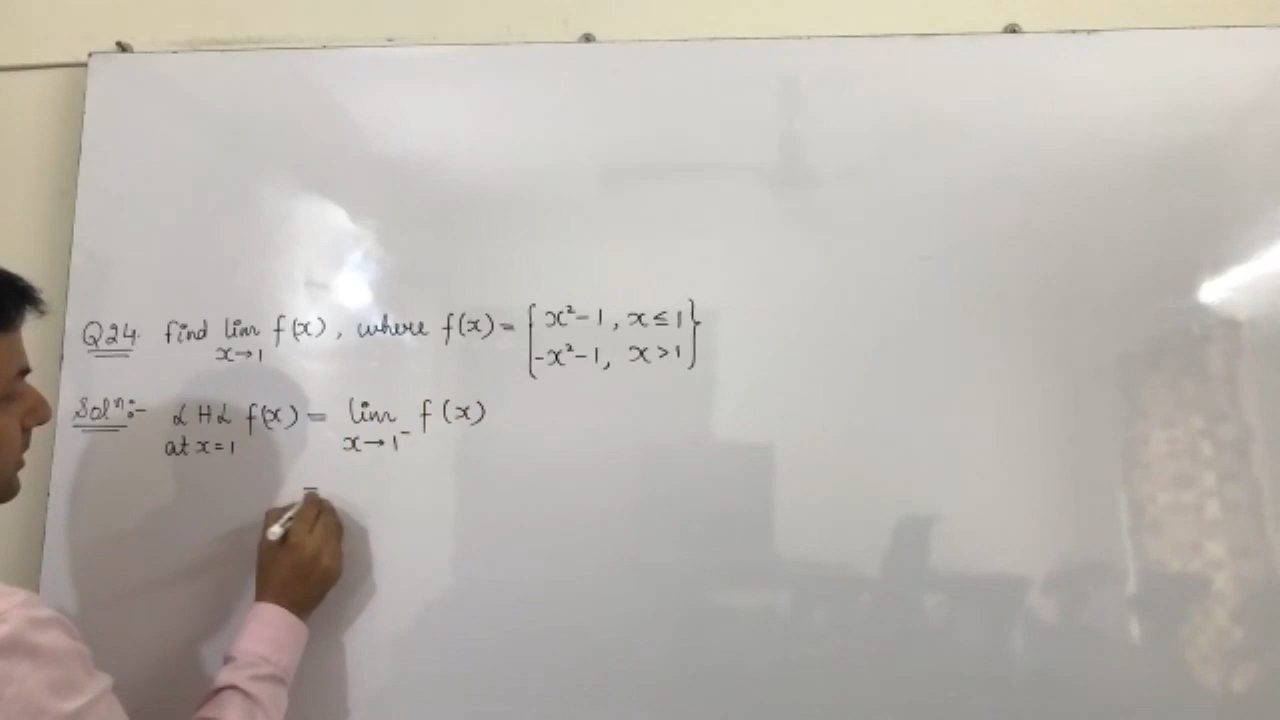 Q24. Find lim f(x), where f(x) = { x²-1, x ≤ 1
x→1 -x²-1, x > 1 }
Solⁿ:- LHL f(x) = lim f(x)
at x=1 x→1⁻
=